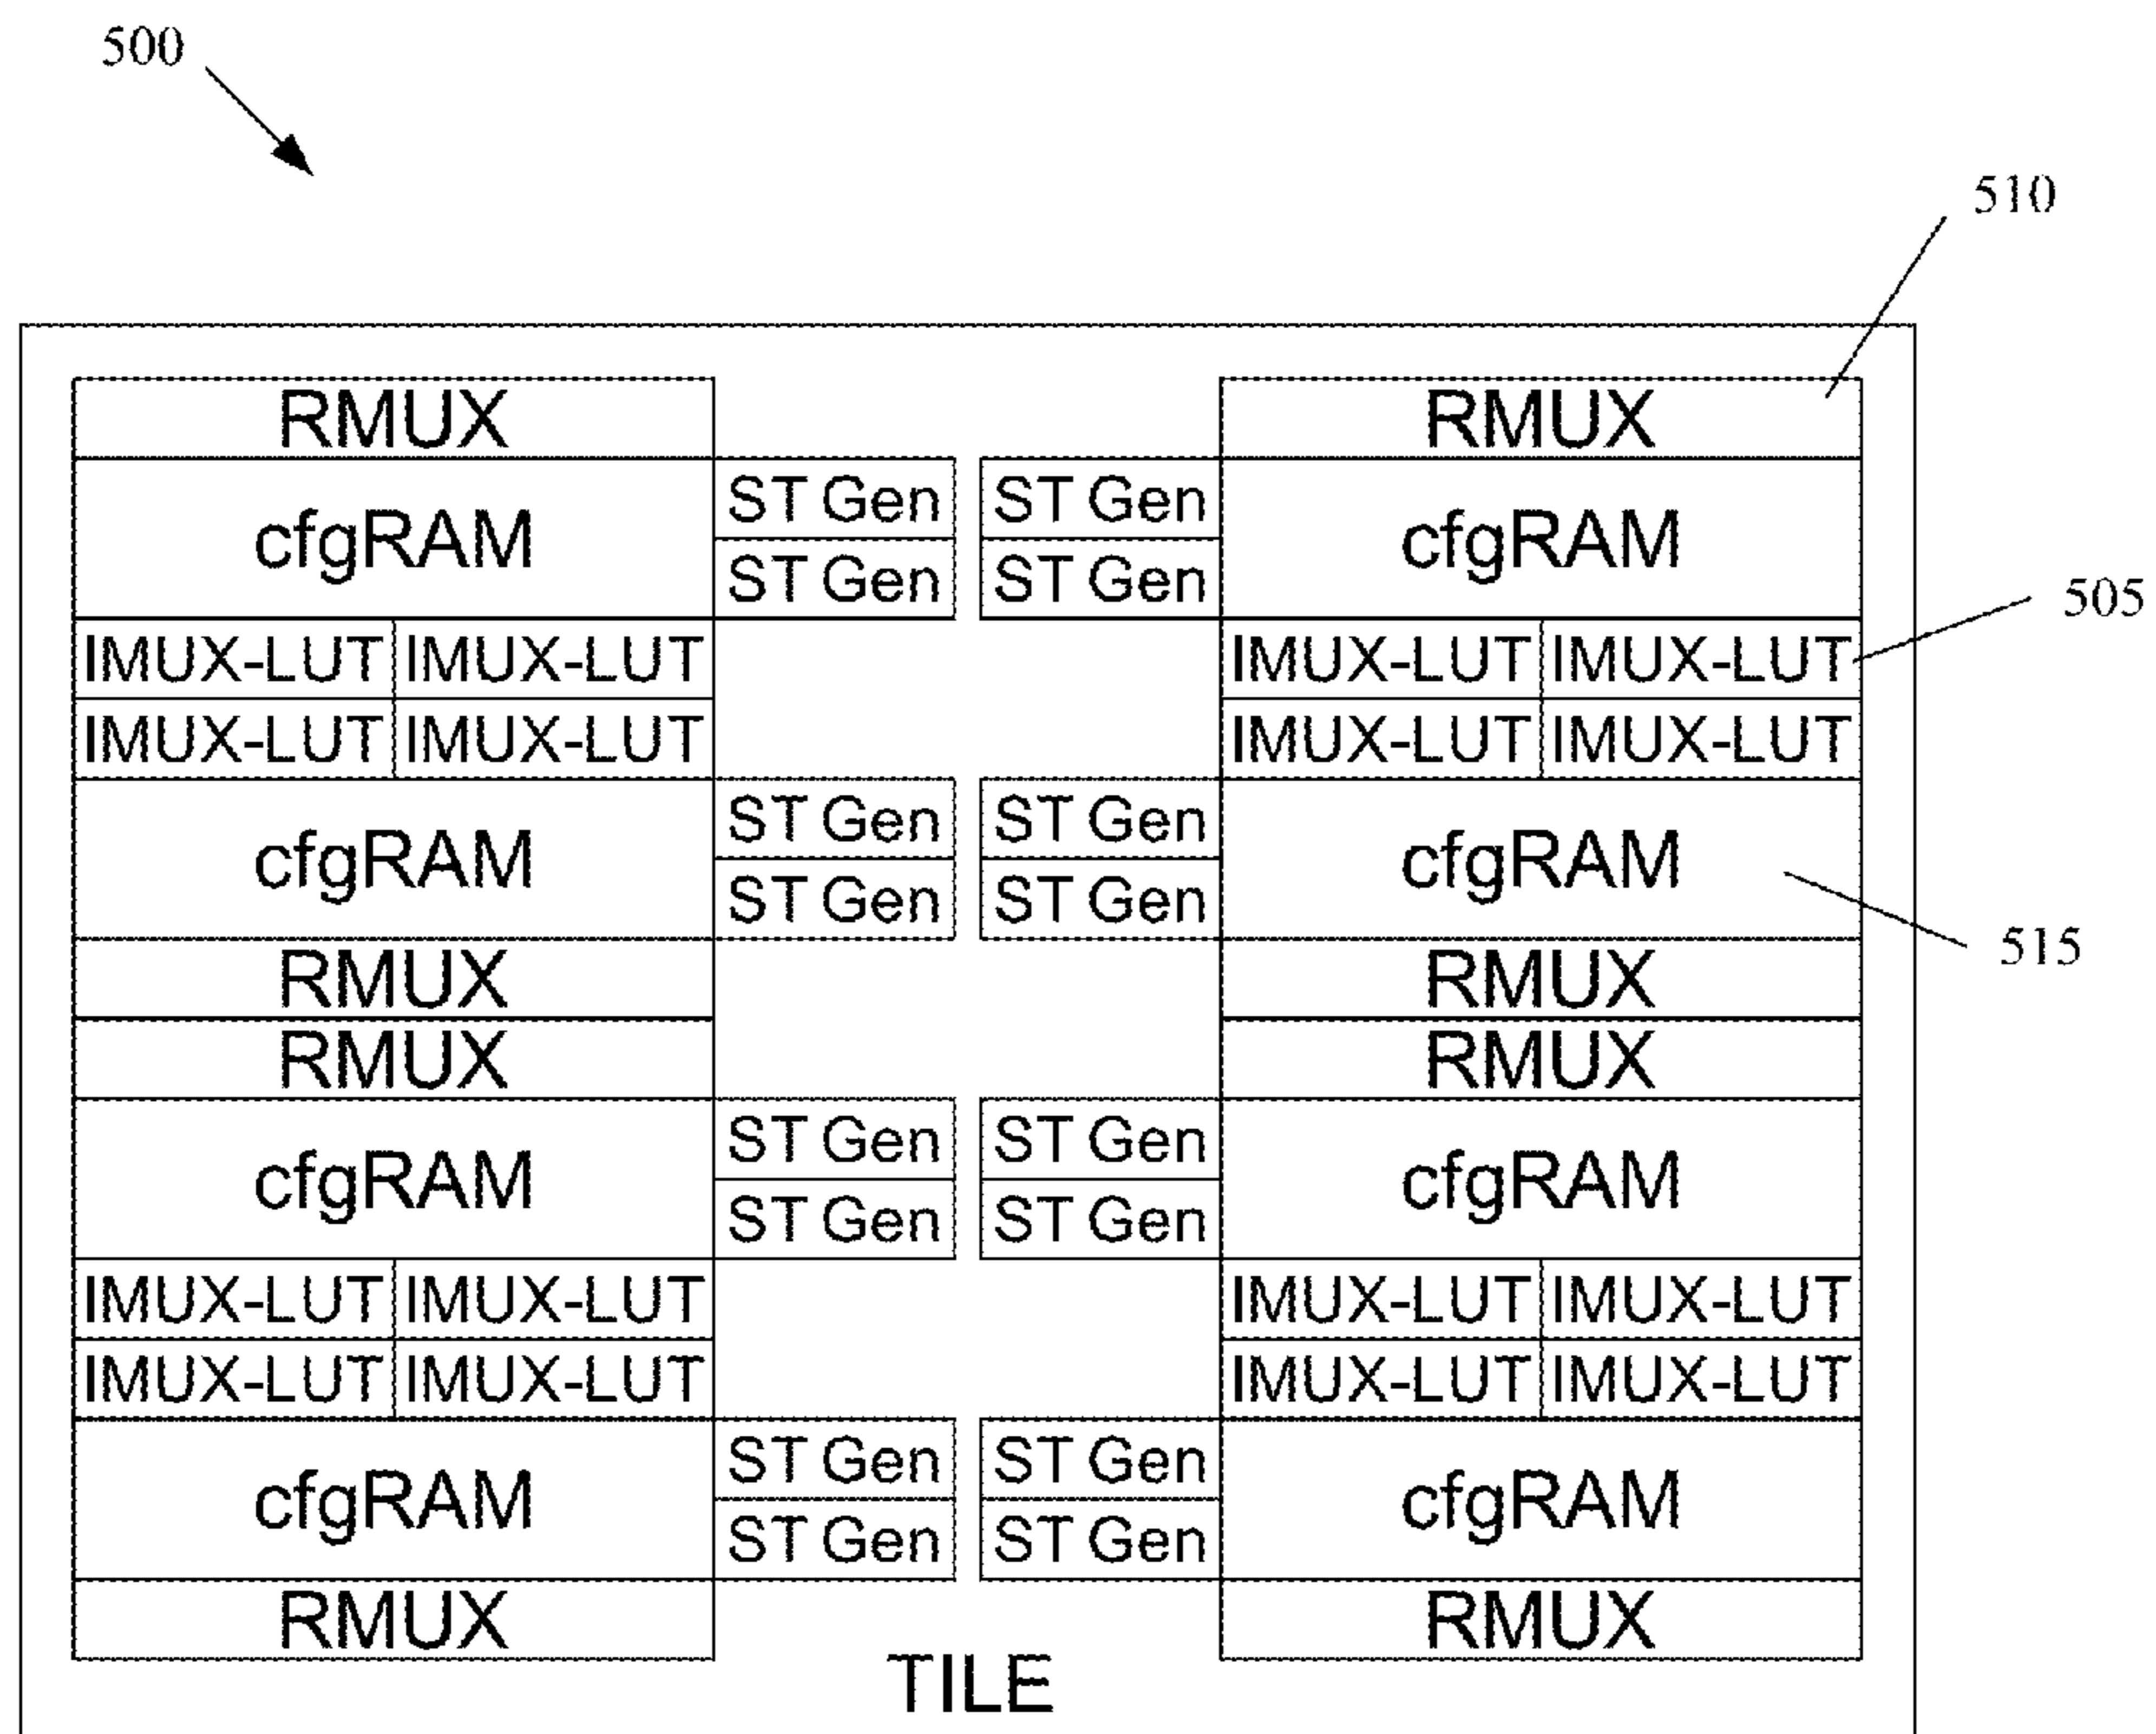 500
510
RMUX RMUX
cfgRAM ST Gen ST Gen cfgRAM
ST Gen ST Gen
IMUX-LUT IMUX-LUT IMUX-LUT IMUX-LUT 505
IMUX-LUT IMUX-LUT IMUX-LUT IMUX-LUT
cfgRAM ST Gen ST Gen cfgRAM
ST Gen ST Gen
515
RMUX RMUX
RMUX RMUX
cfgRAM ST Gen ST Gen cfgRAM
ST Gen ST Gen
IMUX-LUT IMUX-LUT IMUX-LUT IMUX-LUT
IMUX-LUT IMUX-LUT IMUX-LUT IMUX-LUT
cfgRAM ST Gen ST Gen cfgRAM
ST Gen ST Gen
RMUX RMUX
TILE